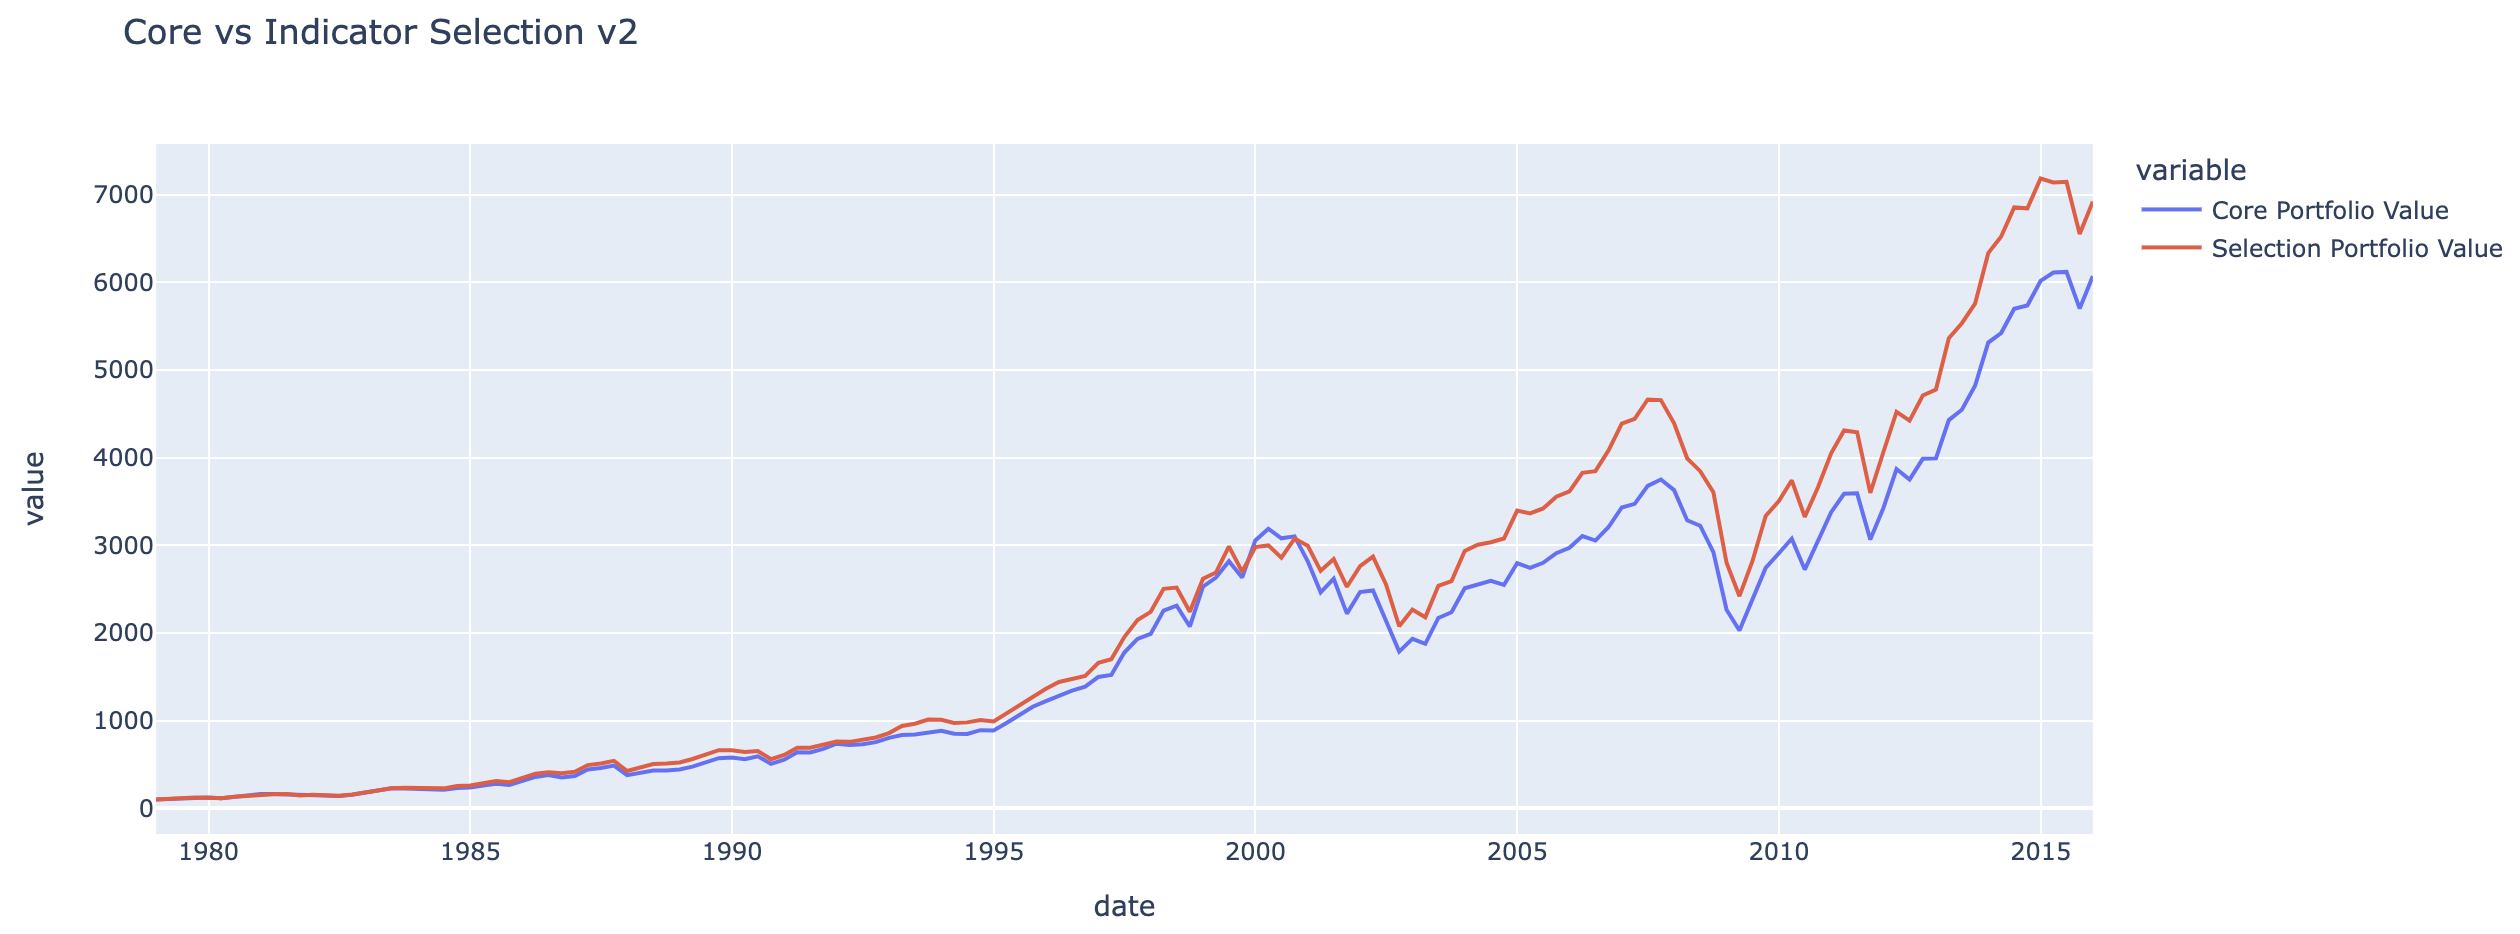 Core vs Indicator Selection v2
variable
Core Portfolio Value
Selection Portfolio Value
value
7000
6000
5000
4000
3000
2000
1000
0
1980 1985 1990 1995 2000 2005 2010 2015
date